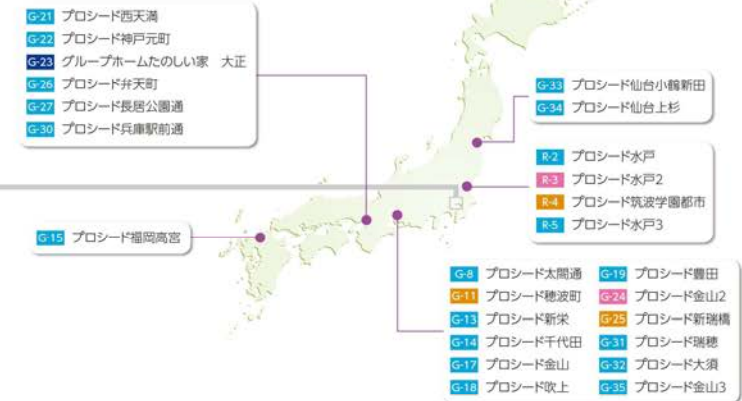 G-21 プロシード西天満
G-22 プロシード神戸元町
G-23 グループホームたのしい家 大正
G-26 プロシード弁天町
G-27 プロシード長居公園通
G-30 プロシード兵庫駅前通
G-33 プロシード仙台小鶴新田
G-34 プロシード仙台上杉
R-2 プロシード水戸
R-3 プロシード水戸2
R-4 プロシード筑波学園都市
R-5 プロシード水戸3
G-15 プロシード福岡高宮
G-8 プロシード太閤通 G-19 プロシード豊田
G-11 プロシード穂波町 G-24 プロシード金山2
G-13 プロシード新栄 G-25 プロシード新瑞橋
G-14 プロシード千代田 G-31 プロシード瑞穂
G-17 プロシード金山 G-32 プロシード大須
G-18 プロシード吹上 G-35 プロシード金山3